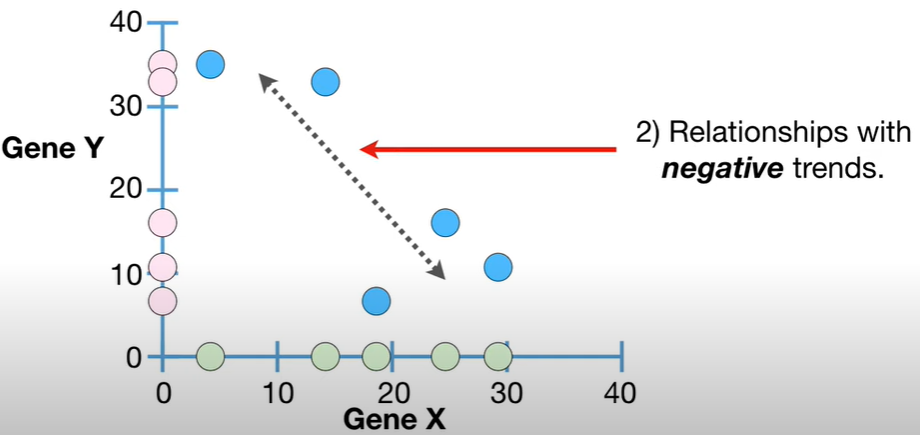 40
30
Gene Y
2) Relationships with
negative trends.
20
10
0
0 10 20 30 40
Gene X